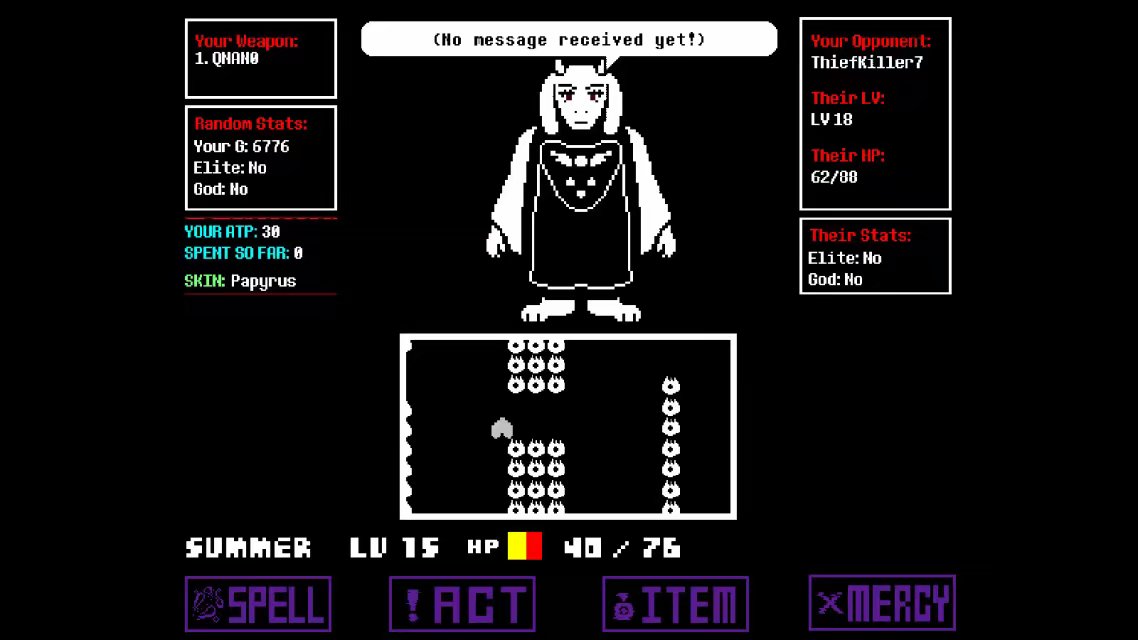 Your Weapon:
1. QNAN0
Random Stats:
Your G: 6776
Elite: No
God: No
YOUR ATP: 30
SPENT SO FAR: 0
SKIN: Papyrus
(No message received yet!)
Your Opponent:
ThiefKiller7
Their LV:
LV 18
Their HP:
62/88
Their Stats:
Elite: No
God: No
SUMMER LV 15 HP 40 / 76
SPELL ACT ITEM MERCY